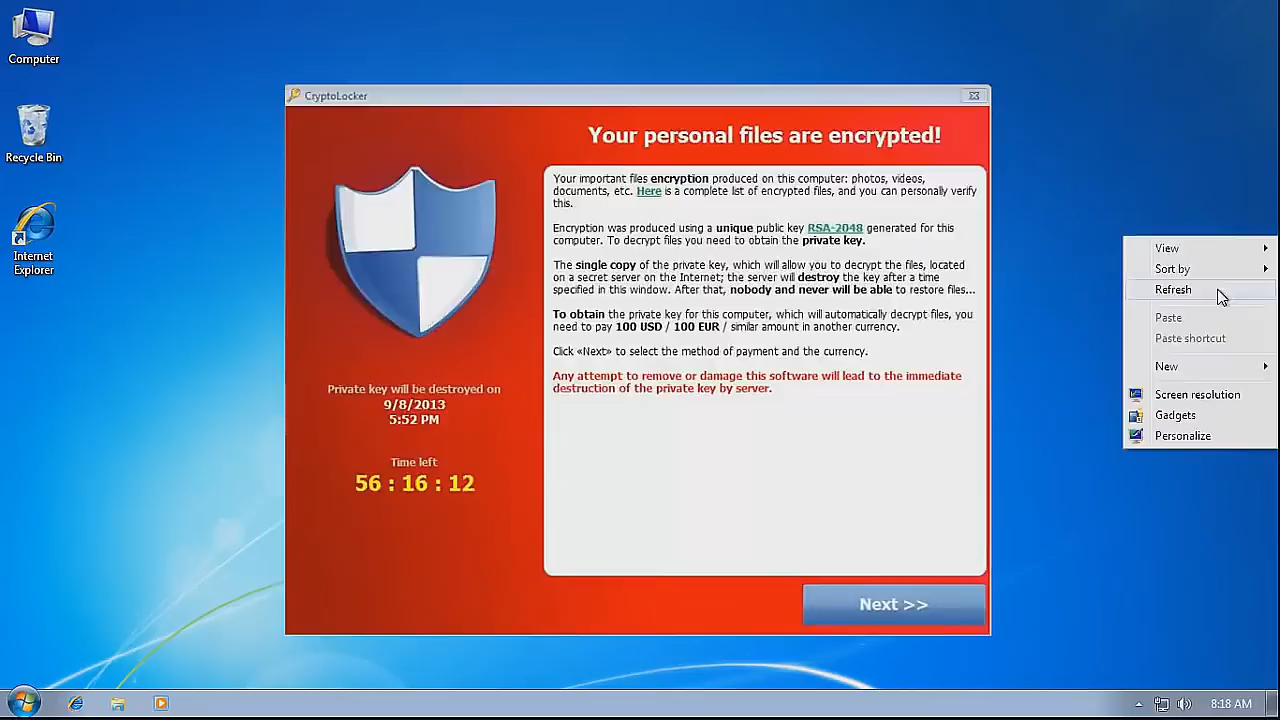 Computer
Recycle Bin
Internet
Explorer
CryptoLocker
Your personal files are encrypted!
Your important files encryption produced on this computer: photos, videos,
documents, etc. Here is a complete list of encrypted files, and you can personally verify
this.
Encryption was produced using a unique public key RSA-2048 generated for this
computer. To decrypt files you need to obtain the private key.
The single copy of the private key, which will allow you to decrypt the files, located
on a secret server on the Internet; the server will destroy the key after a time
specified in this window. After that, nobody and never will be able to restore files...
To obtain the private key for this computer, which will automatically decrypt files, you
need to pay 100 USD / 100 EUR / similar amount in another currency.
Click «Next» to select the method of payment and the currency.
Any attempt to remove or damage this software will lead to the immediate
destruction of the private key by server.
Private key will be destroyed on
9/8/2013
5:52 PM
Time left
56 : 16 : 12
Next >>
View
Sort by
Refresh
Paste
Paste shortcut
New
Screen resolution
Gadgets
Personalize
8:18 AM